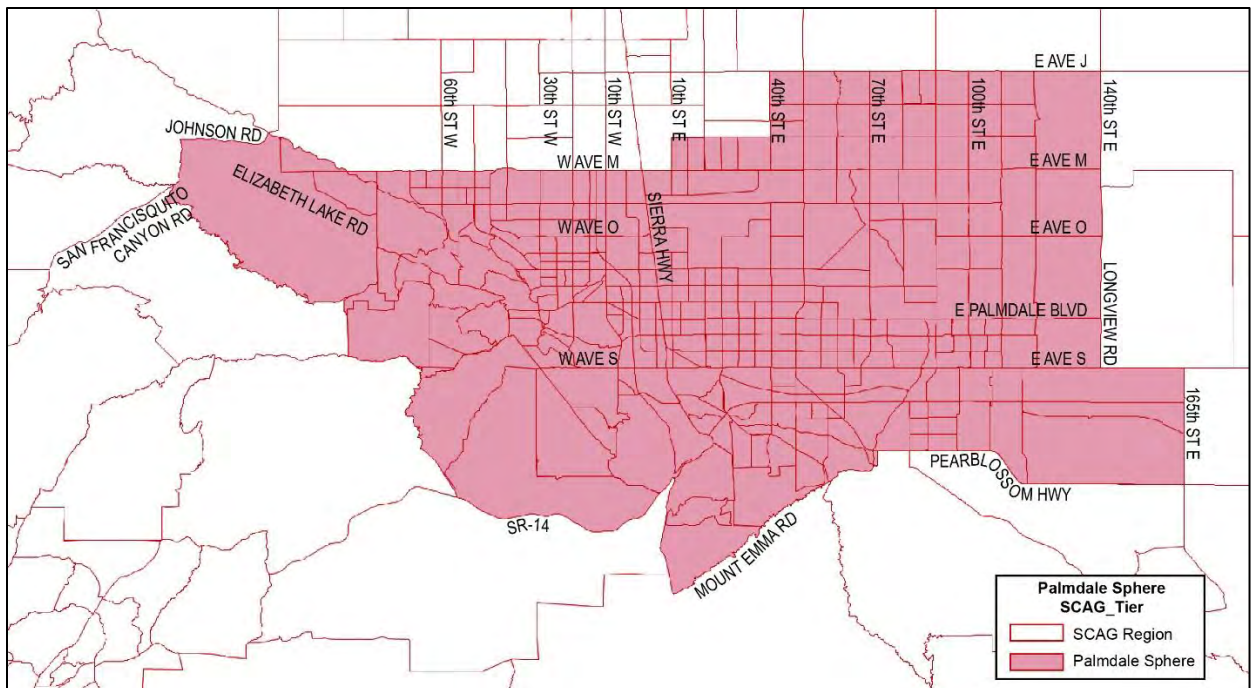 E AVE J
60th ST W
30th ST W
10th ST W
10th ST E
40th ST E
70th ST E
100th ST E
140th ST E
JOHNSON RD
W AVE M
E AVE M
ELIZABETH LAKE RD
SAN FRANCISQUITO
CANYON RD
SIERRA HWY
W AVE O
E AVE O
LONGVIEW RD
E PALMDALE BLVD
W AVE S
E AVE S
165th ST E
PEARBLOSSOM HWY
SR-14
MOUNT EMMA RD
Palmdale Sphere
SCAG_Tier
SCAG Region
Palmdale Sphere